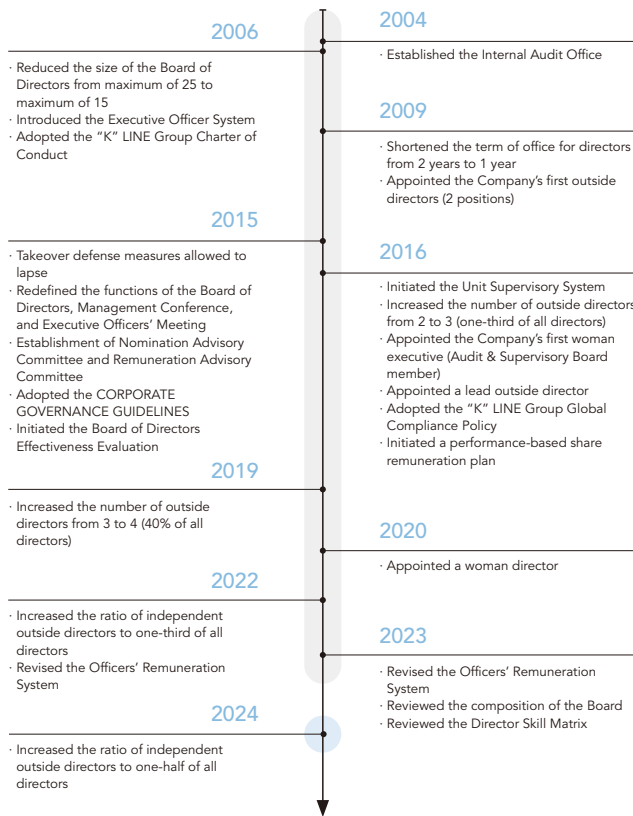 2004
· Established the Internal Audit Office
2006
· Reduced the size of the Board of
Directors from maximum of 25 to
maximum of 15
· Introduced the Executive Officer System
· Adopted the “K” LINE Group Charter of
Conduct
2009
· Shortened the term of office for directors
from 2 years to 1 year
· Appointed the Company’s first outside
directors (2 positions)
2015
· Takeover defense measures allowed to
lapse
· Redefined the functions of the Board of
Directors, Management Conference,
and Executive Officers’ Meeting
· Establishment of Nomination Advisory
Committee and Remuneration Advisory
Committee
· Adopted the CORPORATE
GOVERNANCE GUIDELINES
· Initiated the Board of Directors
Effectiveness Evaluation
2016
· Initiated the Unit Supervisory System
· Increased the number of outside directors
from 2 to 3 (one-third of all directors)
· Appointed the Company’s first woman
executive (Audit & Supervisory Board
member)
· Appointed a lead outside director
· Adopted the “K” LINE Group Global
Compliance Policy
· Initiated a performance-based share
remuneration plan
2019
· Increased the number of outside
directors from 3 to 4 (40% of all
directors)
2020
· Appointed a woman director
2022
· Increased the ratio of independent
outside directors to one-third of all
directors
· Revised the Officers’ Remuneration
System
2023
· Revised the Officers’ Remuneration
System
· Reviewed the composition of the Board
· Reviewed the Director Skill Matrix
2024
· Increased the ratio of independent
outside directors to one-half of all
directors